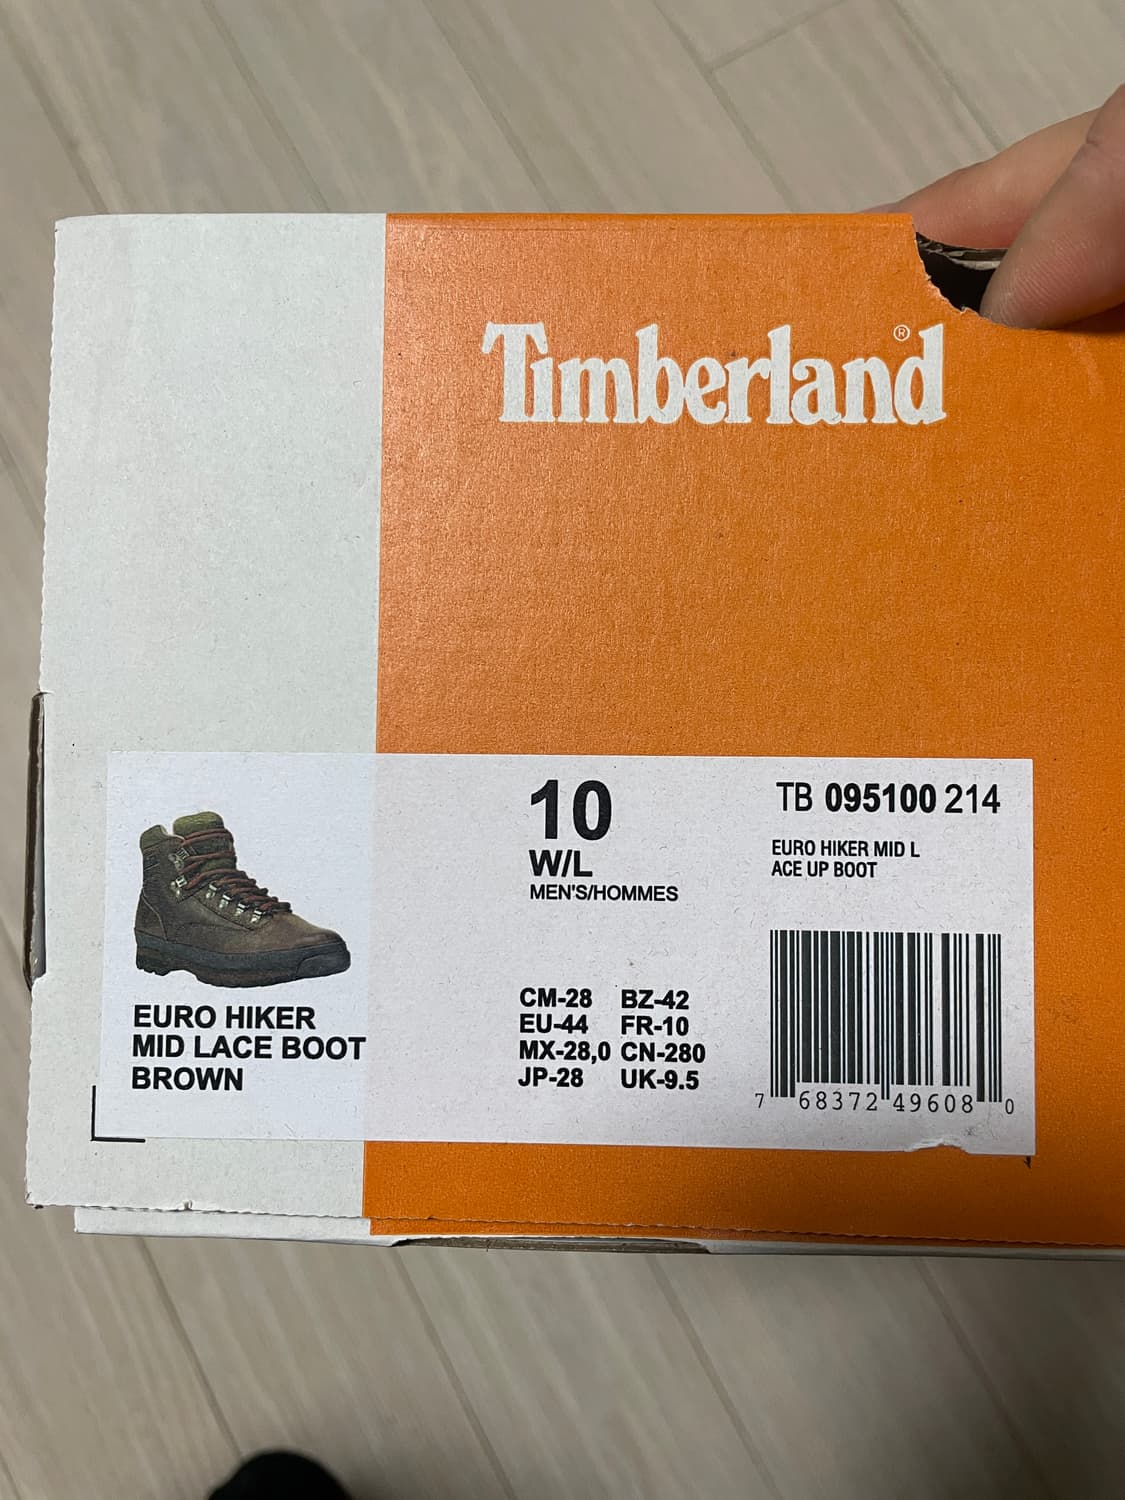 Timberland®
10
W/L
MEN'S/HOMMES
TB 095100 214
EURO HIKER MID L
ACE UP BOOT
EURO HIKER
MID LACE BOOT
BROWN
CM-28 BZ-42
EU-44 FR-10
MX-28,0 CN-280
JP-28 UK-9.5
7 68372 49608 0